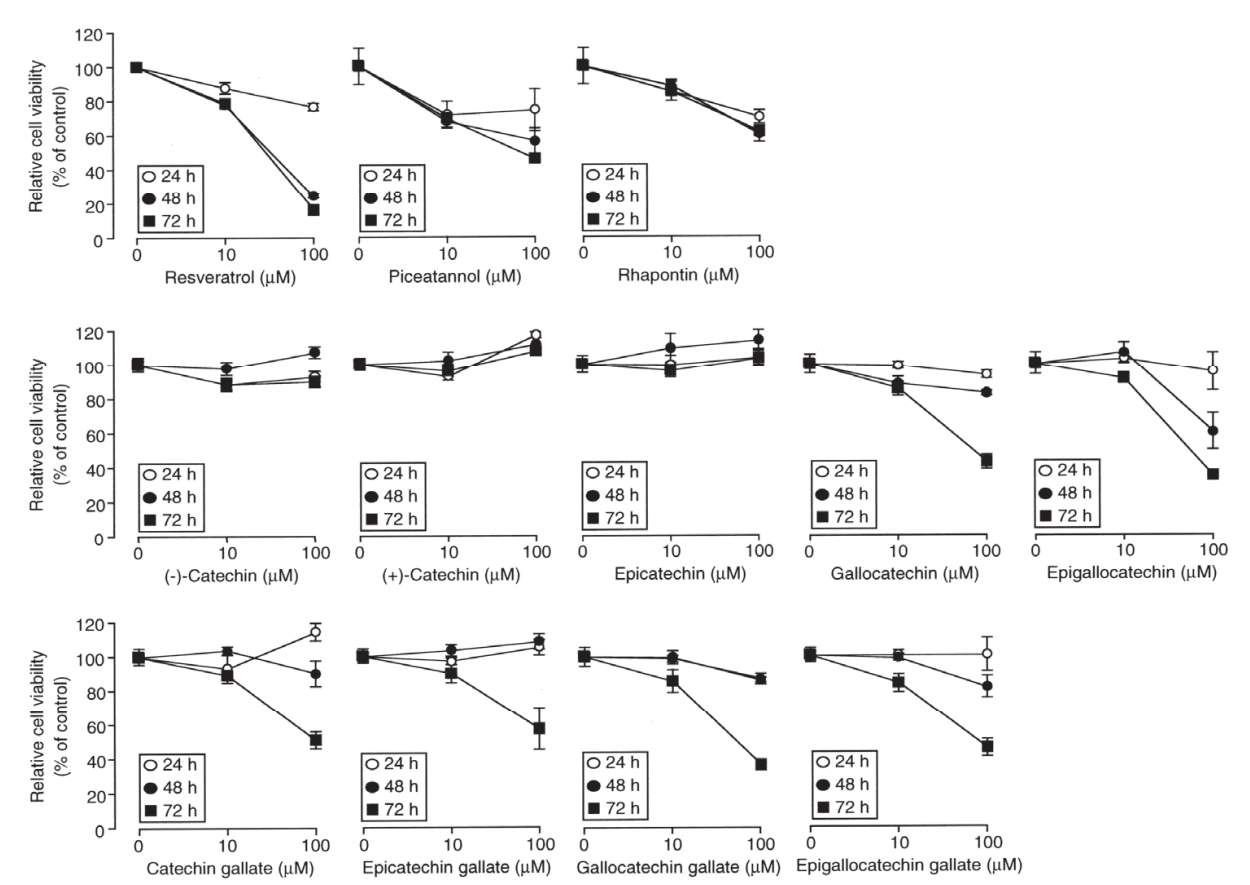 Relative cell viability
(% of control)
120
100
80
60
40
20
0
24 h
48 h
72 h
0 10 100
Resveratrol (μM)
24 h
48 h
72 h
0 10 100
Piceatannol (μM)
24 h
48 h
72 h
0 10 100
Rhapontin (μM)
Relative cell viability
(% of control)
120
100
80
60
40
20
0
24 h
48 h
72 h
0 10 100
(-)-Catechin (μM)
24 h
48 h
72 h
0 10 100
(+)-Catechin (μM)
24 h
48 h
72 h
0 10 100
Epicatechin (μM)
24 h
48 h
72 h
0 10 100
Gallocatechin (μM)
24 h
48 h
72 h
0 10 100
Epigallocatechin (μM)
Relative cell viability
(% of control)
120
100
80
60
40
20
0
24 h
48 h
72 h
0 10 100
Catechin gallate (μM)
24 h
48 h
72 h
0 10 100
Epicatechin gallate (μM)
24 h
48 h
72 h
0 10 100
Gallocatechin gallate (μM)
24 h
48 h
72 h
0 10 100
Epigallocatechin gallate (μM)